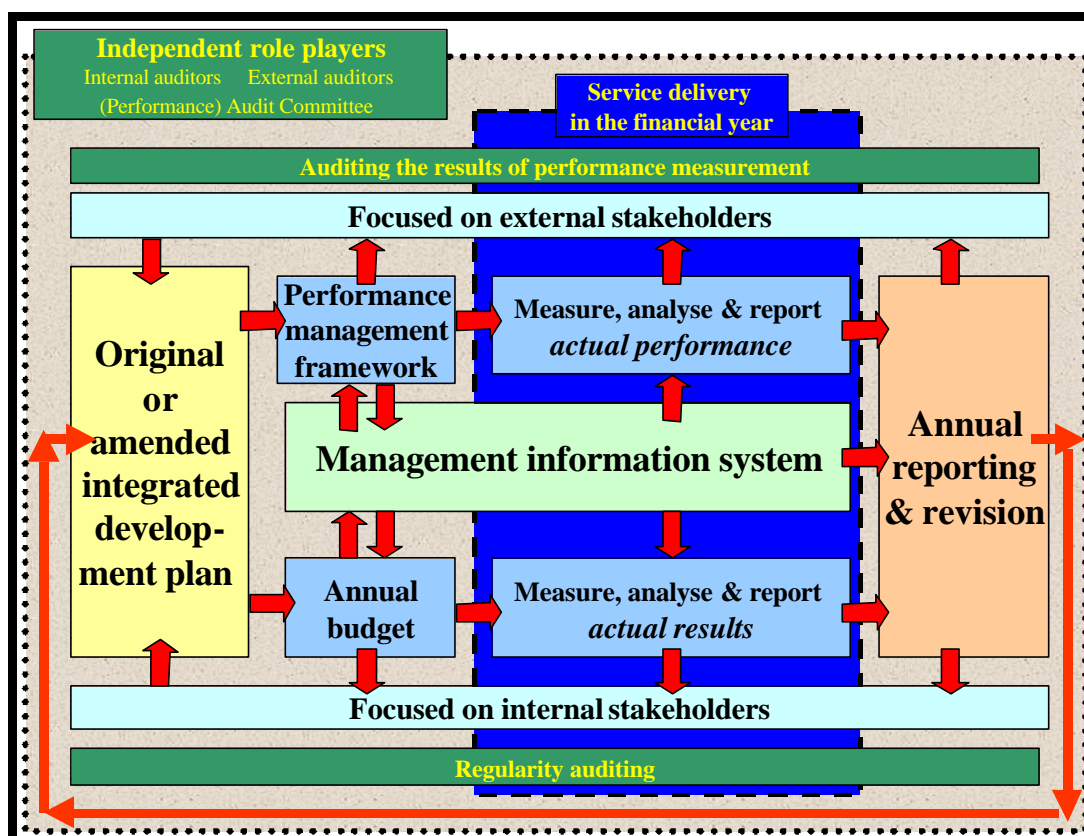 Independent role players
Internal auditors External auditors
(Performance) Audit Committee
Service delivery
in the financial year
Auditing the results of performance measurement
Focused on external stakeholders
Original
or
amended
integrated
develop-
ment plan
Performance
management
framework
Measure, analyse & report
actual performance
Management information system
Annual
budget
Measure, analyse & report
actual results
Annual
reporting
& revision
Focused on internal stakeholders
Regularity auditing